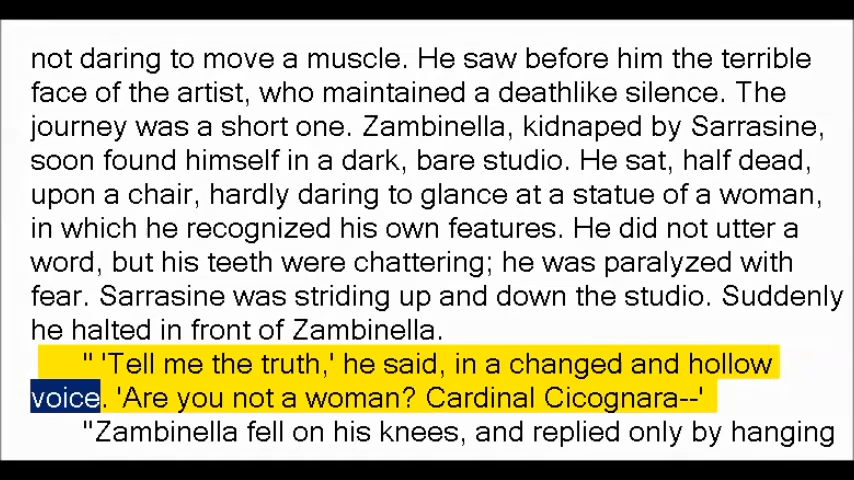 not daring to move a muscle. He saw before him the terrible
face of the artist, who maintained a deathlike silence. The
journey was a short one. Zambinella, kidnaped by Sarrasine,
soon found himself in a dark, bare studio. He sat, half dead,
upon a chair, hardly daring to glance at a statue of a woman,
in which he recognized his own features. He did not utter a
word, but his teeth were chattering; he was paralyzed with
fear. Sarrasine was striding up and down the studio. Suddenly
he halted in front of Zambinella.
" 'Tell me the truth,' he said, in a changed and hollow
voice. 'Are you not a woman? Cardinal Cicognara--'
"Zambinella fell on his knees, and replied only by hanging